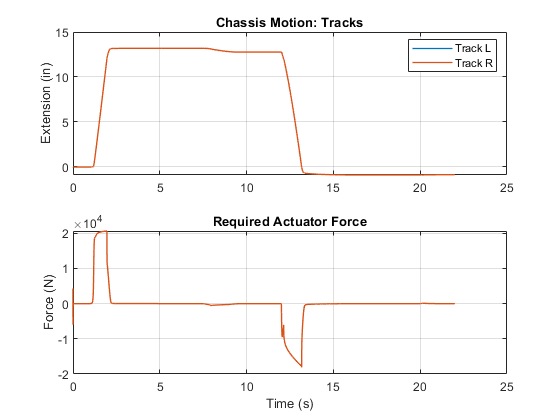 Chassis Motion: Tracks
Extension (in)
15
10
5
0
Track L
Track R
0 5 10 15 20 25
Required Actuator Force
×10⁴
Force (N)
2
1
0
-1
-2
0 5 10 15 20 25
Time (s)